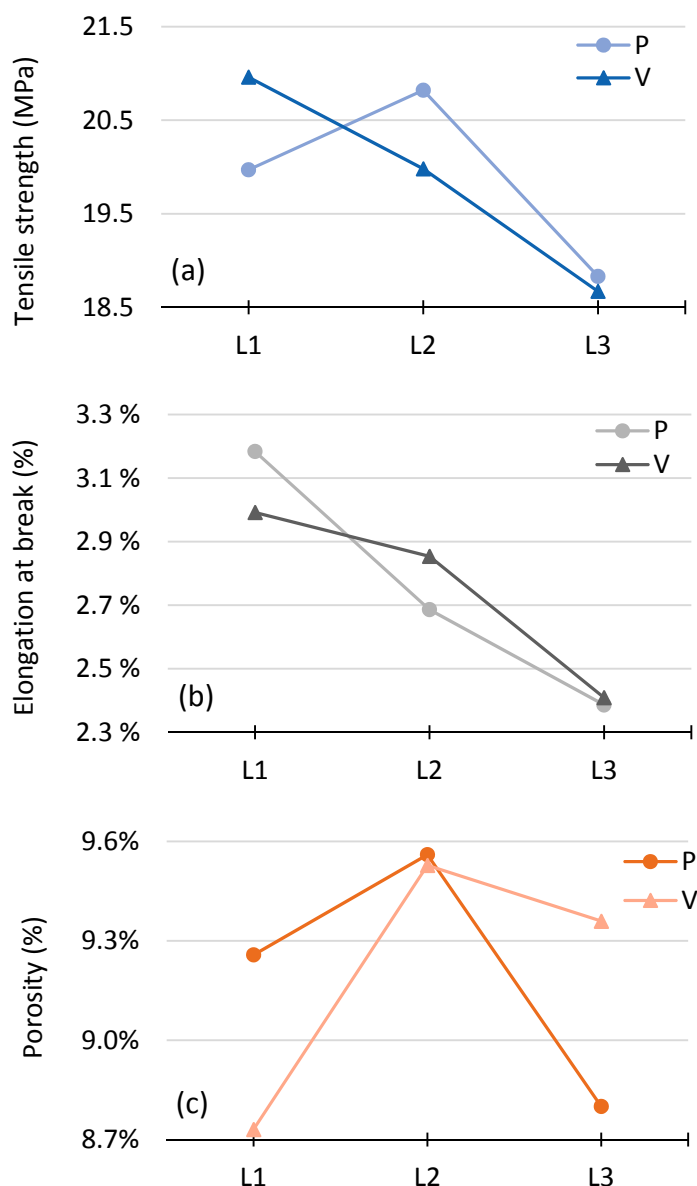 Tensile strength (MPa)
21.5
20.5
19.5
18.5
P
V
(a)
L1 L2 L3
Elongation at break (%)
3.3 %
3.1 %
2.9 %
2.7 %
2.5 %
2.3 %
P
V
(b)
L1 L2 L3
Porosity (%)
9.6%
9.3%
9.0%
8.7%
P
V
(c)
L1 L2 L3